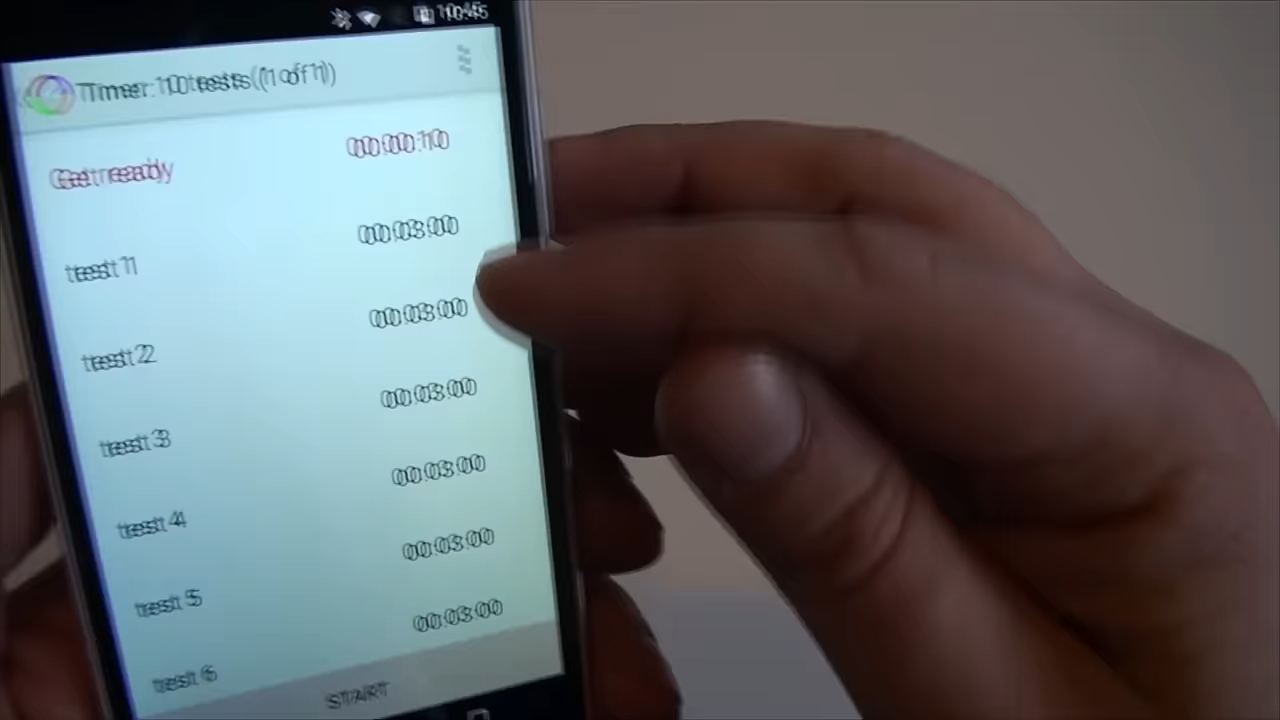 10:45
Timer: 10 tests (1 of 1)
Get ready 00:00:10
test 1 00:03:00
test 2 00:03:00
test 3 00:03:00
test 4 00:03:00
test 5 00:03:00
test 6 00:03:00
START